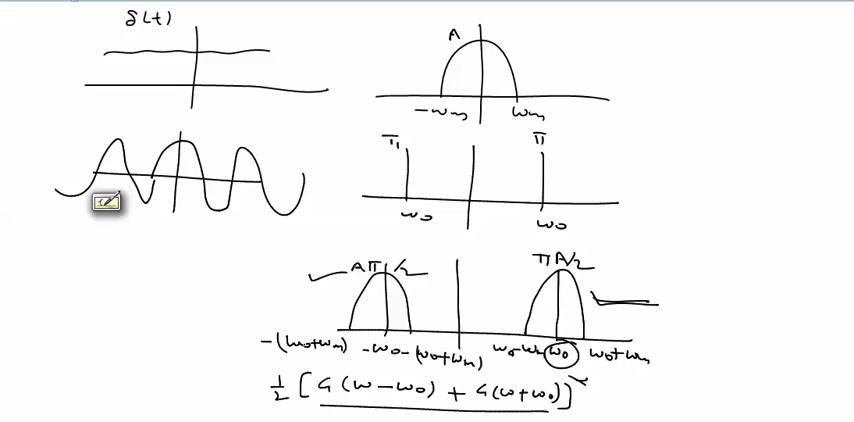 δ(t)
A
-ωm ωm
π π
ω0 ω0
Aπ/2 πA/2
-(ω0+ωm) -ω0 -(ω0+ωm) ω0-ωm ω0 ω0+ωm
1/2 [G(ω-ω0) + G(ω+ω0)]